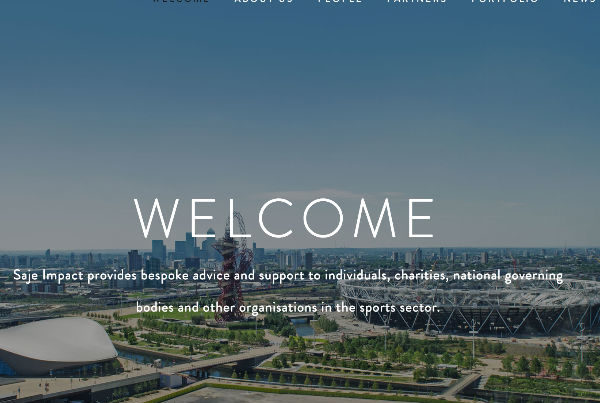 WELCOME ABOUT US PEOPLE PARTNERS PORTFOLIO NEWS
WELCOME
Saje Impact provides bespoke advice and support to individuals, charities, national governing
bodies and other organisations in the sports sector.